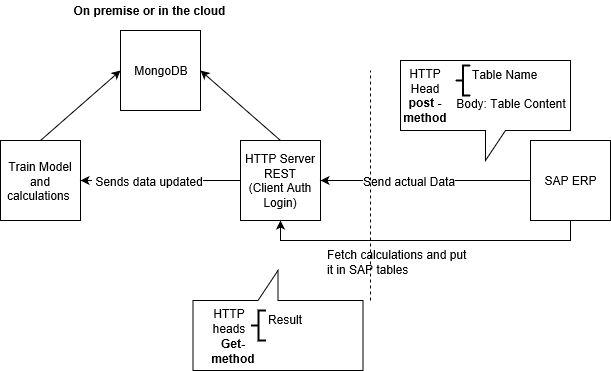 On premise or in the cloud
MongoDB
HTTP
Head
post -
method
Table Name
Body: Table Content
Train Model
and
calculations
Sends data updated
HTTP Server
REST
(Client Auth
Login)
Send actual Data
SAP ERP
Fetch calculations and put
it in SAP tables
HTTP
heads
Get-
method
Result